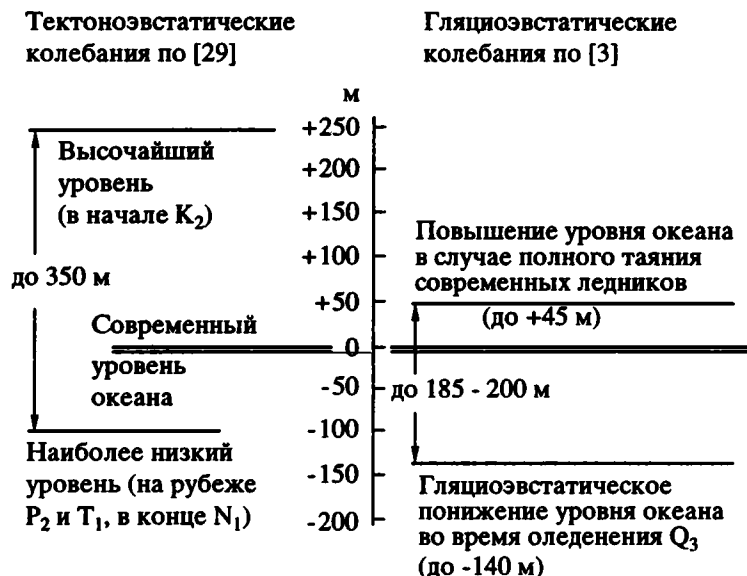 Тектоноэвстатические
колебания по [29]
Гляциоэвстатические
колебания по [3]
м
+250
+200
+150
+100
+50
0
-50
-100
-150
-200
Высочайший
уровень
(в начале K₂)
до 350 м
Современный
уровень
океана
Наиболее низкий
уровень (на рубеже
P₂ и T₁, в конце N₁)
Повышение уровня океана
в случае полного таяния
современных ледников
(до +45 м)
до 185 - 200 м
Гляциоэвстатическое
понижение уровня океана
во время оледенения Q₃
(до -140 м)